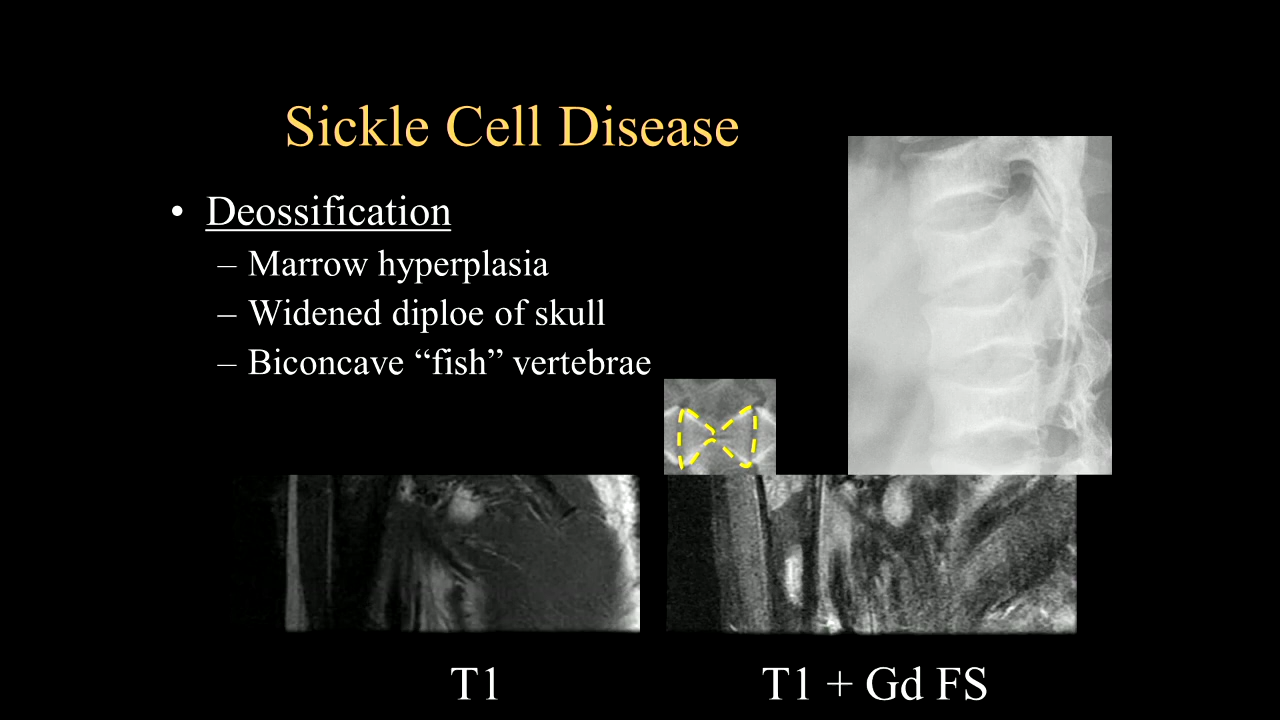 Sickle Cell Disease
• Deossification
– Marrow hyperplasia
– Widened diploe of skull
– Biconcave “fish” vertebrae
T1
T1 + Gd FS